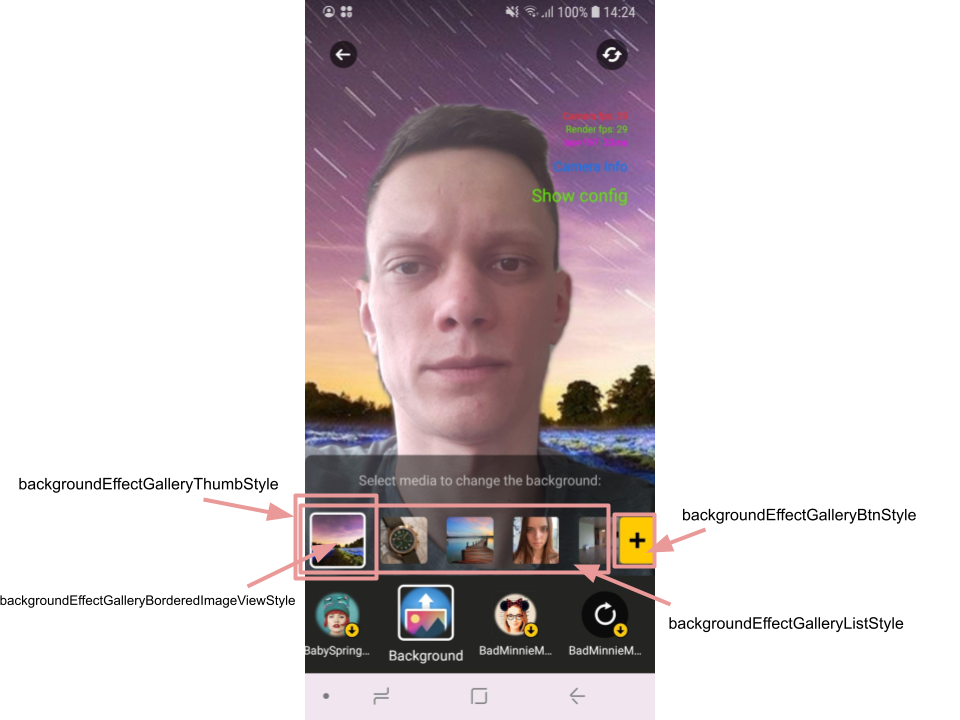 100% 14:24
Render fps: 29
Camera info
Show config
Select media to change the background:
backgroundEffectGalleryThumbStyle
backgroundEffectGalleryBtnStyle
backgroundEffectGalleryBorderedImageViewStyle
backgroundEffectGalleryListStyle
BabySpring...
Background
BadMinnieM...
BadMinnieM...